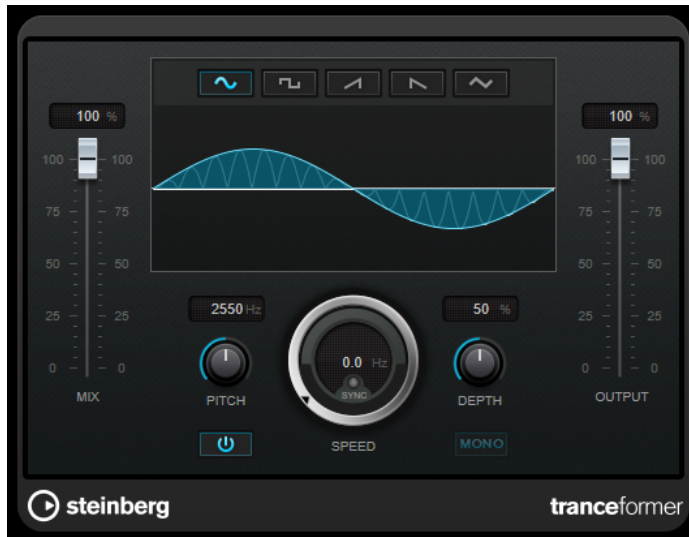 100 %
100 %
100 100
75 75
50 50
25 25
0 0
MIX
100 100
75 75
50 50
25 25
0 0
OUTPUT
2550 Hz
PITCH
0.0 Hz
SYNC
SPEED
50 %
DEPTH
MONO
steinberg
tranceformer